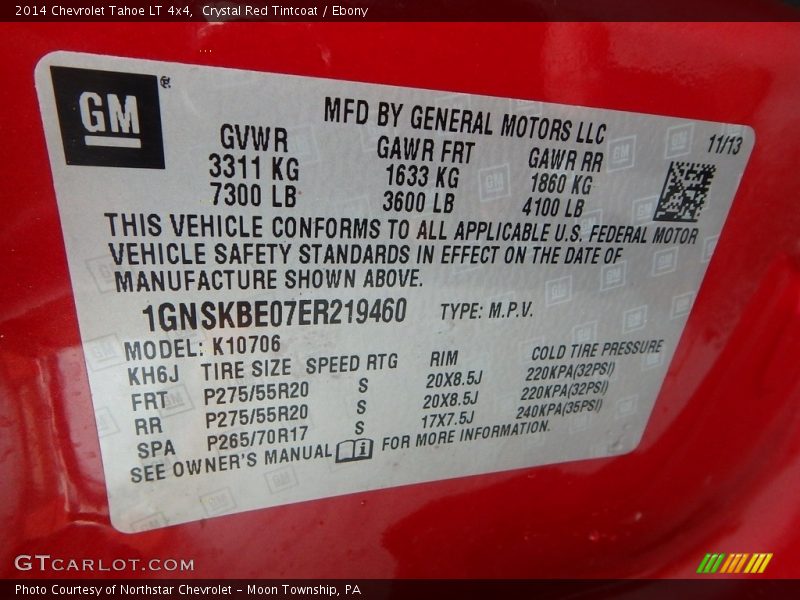 2014 Chevrolet Tahoe LT 4x4, Crystal Red Tintcoat / Ebony
GM
MFD BY GENERAL MOTORS LLC
GVWR GAWR FRT GAWR RR 11/13
3311 KG 1633 KG 1860 KG
7300 LB 3600 LB 4100 LB
THIS VEHICLE CONFORMS TO ALL APPLICABLE U.S. FEDERAL MOTOR
VEHICLE SAFETY STANDARDS IN EFFECT ON THE DATE OF
MANUFACTURE SHOWN ABOVE.
1GNSKBE07ER219460 TYPE: M.P.V.
MODEL: K10706
KH6J TIRE SIZE SPEED RTG RIM COLD TIRE PRESSURE
FRT P275/55R20 S 20X8.5J 220KPA(32PSI)
RR P275/55R20 S 20X8.5J 220KPA(32PSI)
SPA P265/70R17 S 17X7.5J 240KPA(35PSI)
SEE OWNER'S MANUAL FOR MORE INFORMATION.
GTCARLOT.COM
Photo Courtesy of Northstar Chevrolet - Moon Township, PA